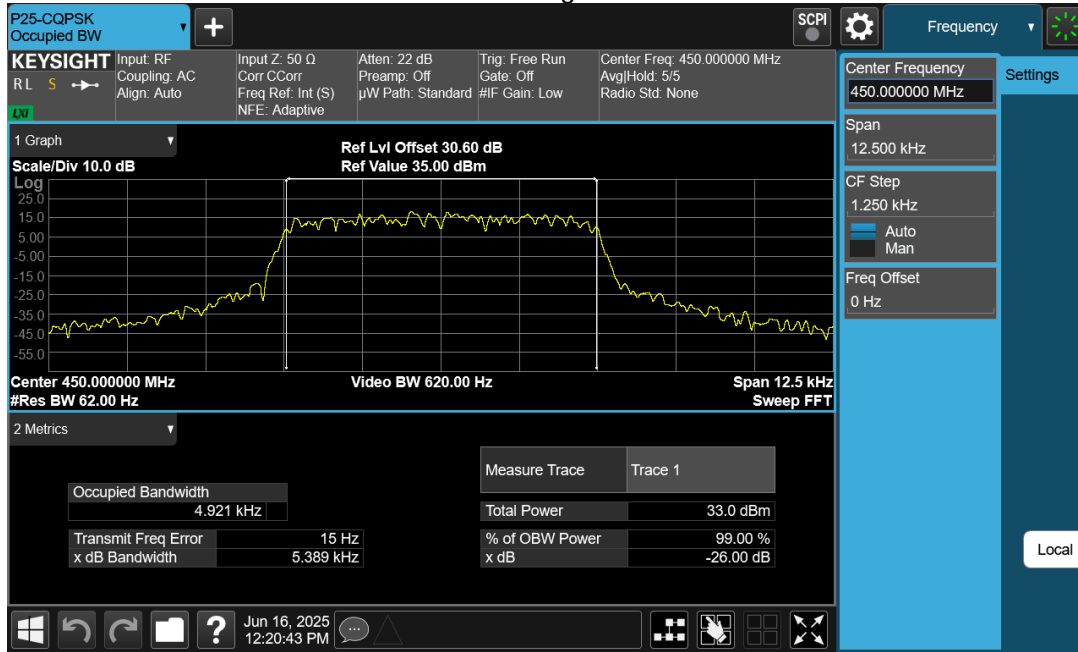 P25-CQPSK
Occupied BW
SCPI
Frequency
KEYSIGHT
RL S
LXI
Input: RF
Coupling: AC
Align: Auto
Input Z: 50 Ω
Corr CCorr
Freq Ref: Int (S)
NFE: Adaptive
Atten: 22 dB
Preamp: Off
µW Path: Standard
Trig: Free Run
Gate: Off
#IF Gain: Low
Center Freq: 450.000000 MHz
Avg|Hold: 5/5
Radio Std: None
Center Frequency
450.000000 MHz
Settings
Span
12.500 kHz
CF Step
1.250 kHz
Auto
Man
Freq Offset
0 Hz
Local
1 Graph
Scale/Div 10.0 dB
Ref Lvl Offset 30.60 dB
Ref Value 35.00 dBm
Log
25.0
15.0
5.00
-5.00
-15.0
-25.0
-35.0
-45.0
-55.0
Center 450.000000 MHz
#Res BW 62.00 Hz
Video BW 620.00 Hz
Span 12.5 kHz
Sweep FFT
2 Metrics
Measure Trace Trace 1
Occupied Bandwidth
4.921 kHz
Total Power 33.0 dBm
Transmit Freq Error 15 Hz
% of OBW Power 99.00 %
x dB Bandwidth 5.389 kHz
x dB -26.00 dB
?
Jun 16, 2025
12:20:43 PM